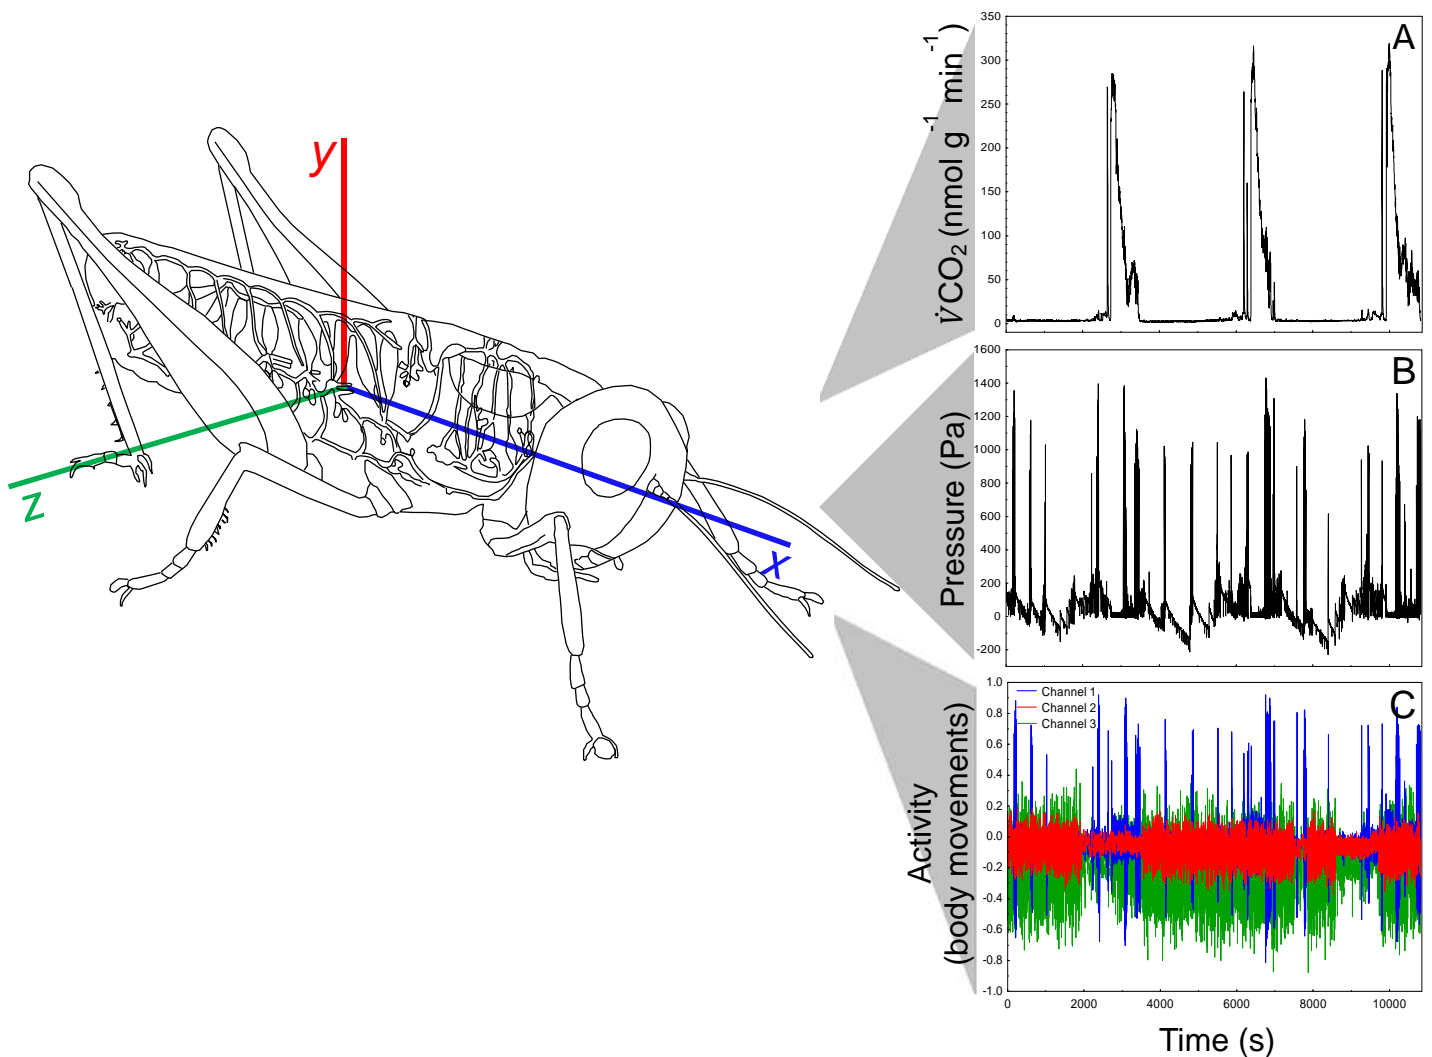 y
z
x
A
V̇CO₂ (nmol g⁻¹ min⁻¹)
350
300
250
200
150
100
50
0
B
Pressure (Pa)
1600
1400
1200
1000
800
600
400
200
0
-200
C
Activity
(body movements)
Channel 1
Channel 2
Channel 3
1.0
0.8
0.6
0.4
0.2
0.0
-0.2
-0.4
-0.6
-0.8
-1.0
0 2000 4000 6000 8000 10000
Time (s)